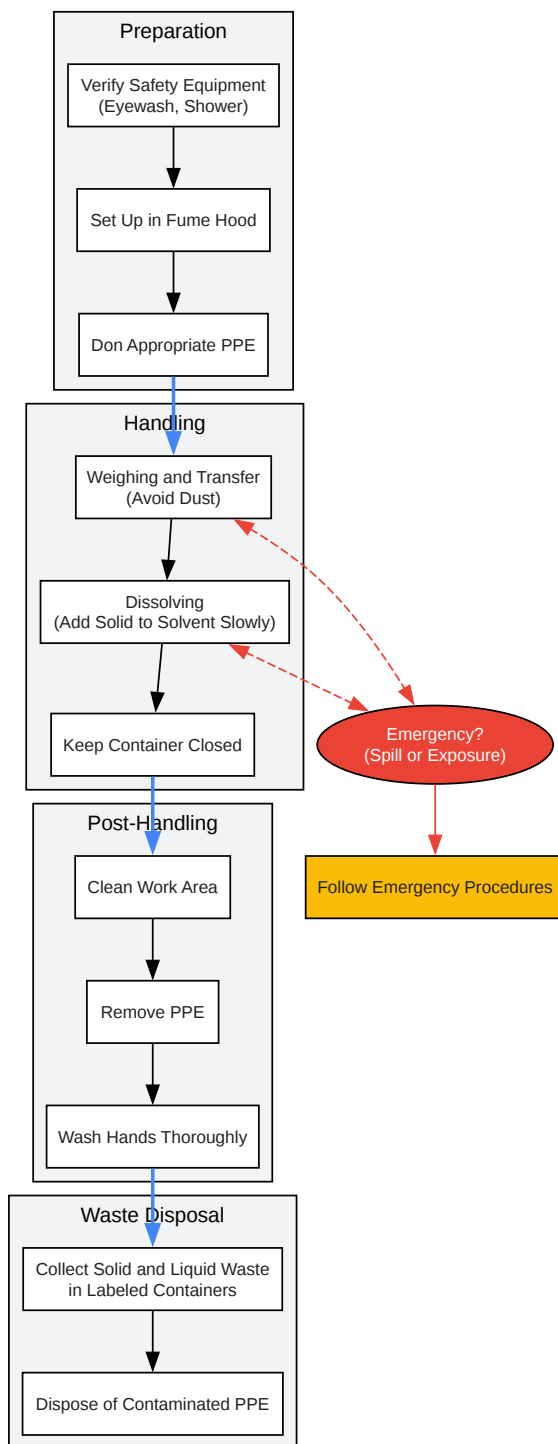 Preparation
Verify Safety Equipment
(Eyewash, Shower)
Set Up in Fume Hood
Don Appropriate PPE
Handling
Weighing and Transfer
(Avoid Dust)
Dissolving
(Add Solid to Solvent Slowly)
Keep Container Closed
Emergency?
(Spill or Exposure)
Follow Emergency Procedures
Post-Handling
Clean Work Area
Remove PPE
Wash Hands Thoroughly
Waste Disposal
Collect Solid and Liquid Waste
in Labeled Containers
Dispose of Contaminated PPE